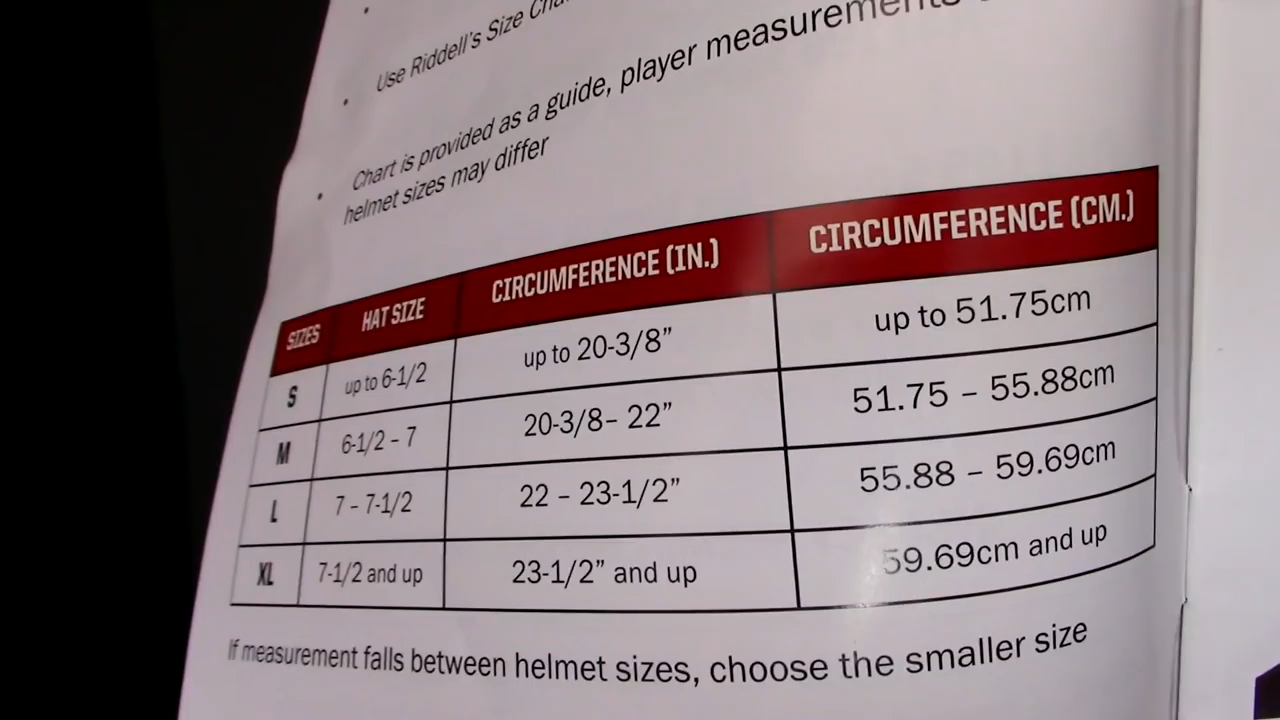 Use Riddell's Size
Chart is provided as a guide, player measurements
helmet sizes may differ
SIZES HAT SIZE CIRCUMFERENCE (IN.) CIRCUMFERENCE (CM.)
S up to 6-1/2 up to 20-3/8” up to 51.75cm
M 6-1/2 – 7 20-3/8– 22” 51.75 – 55.88cm
L 7 – 7-1/2 22 – 23-1/2” 55.88 – 59.69cm
XL 7-1/2 and up 23-1/2” and up 59.69cm and up
If measurement falls between helmet sizes, choose the smaller size